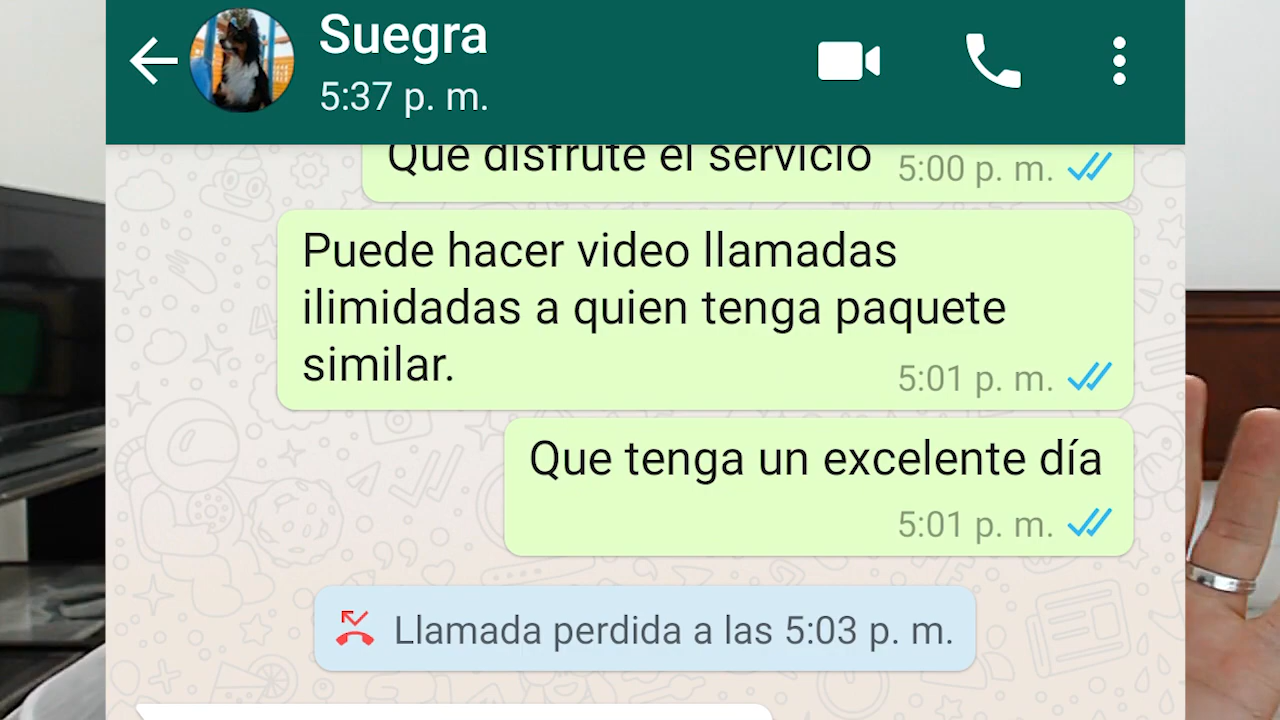 Suegra
5:37 p. m.
Que disfrute el servicio 5:00 p. m.
Puede hacer video llamadas
ilimidadas a quien tenga paquete
similar.
5:01 p. m.
Que tenga un excelente día
5:01 p. m.
Llamada perdida a las 5:03 p. m.